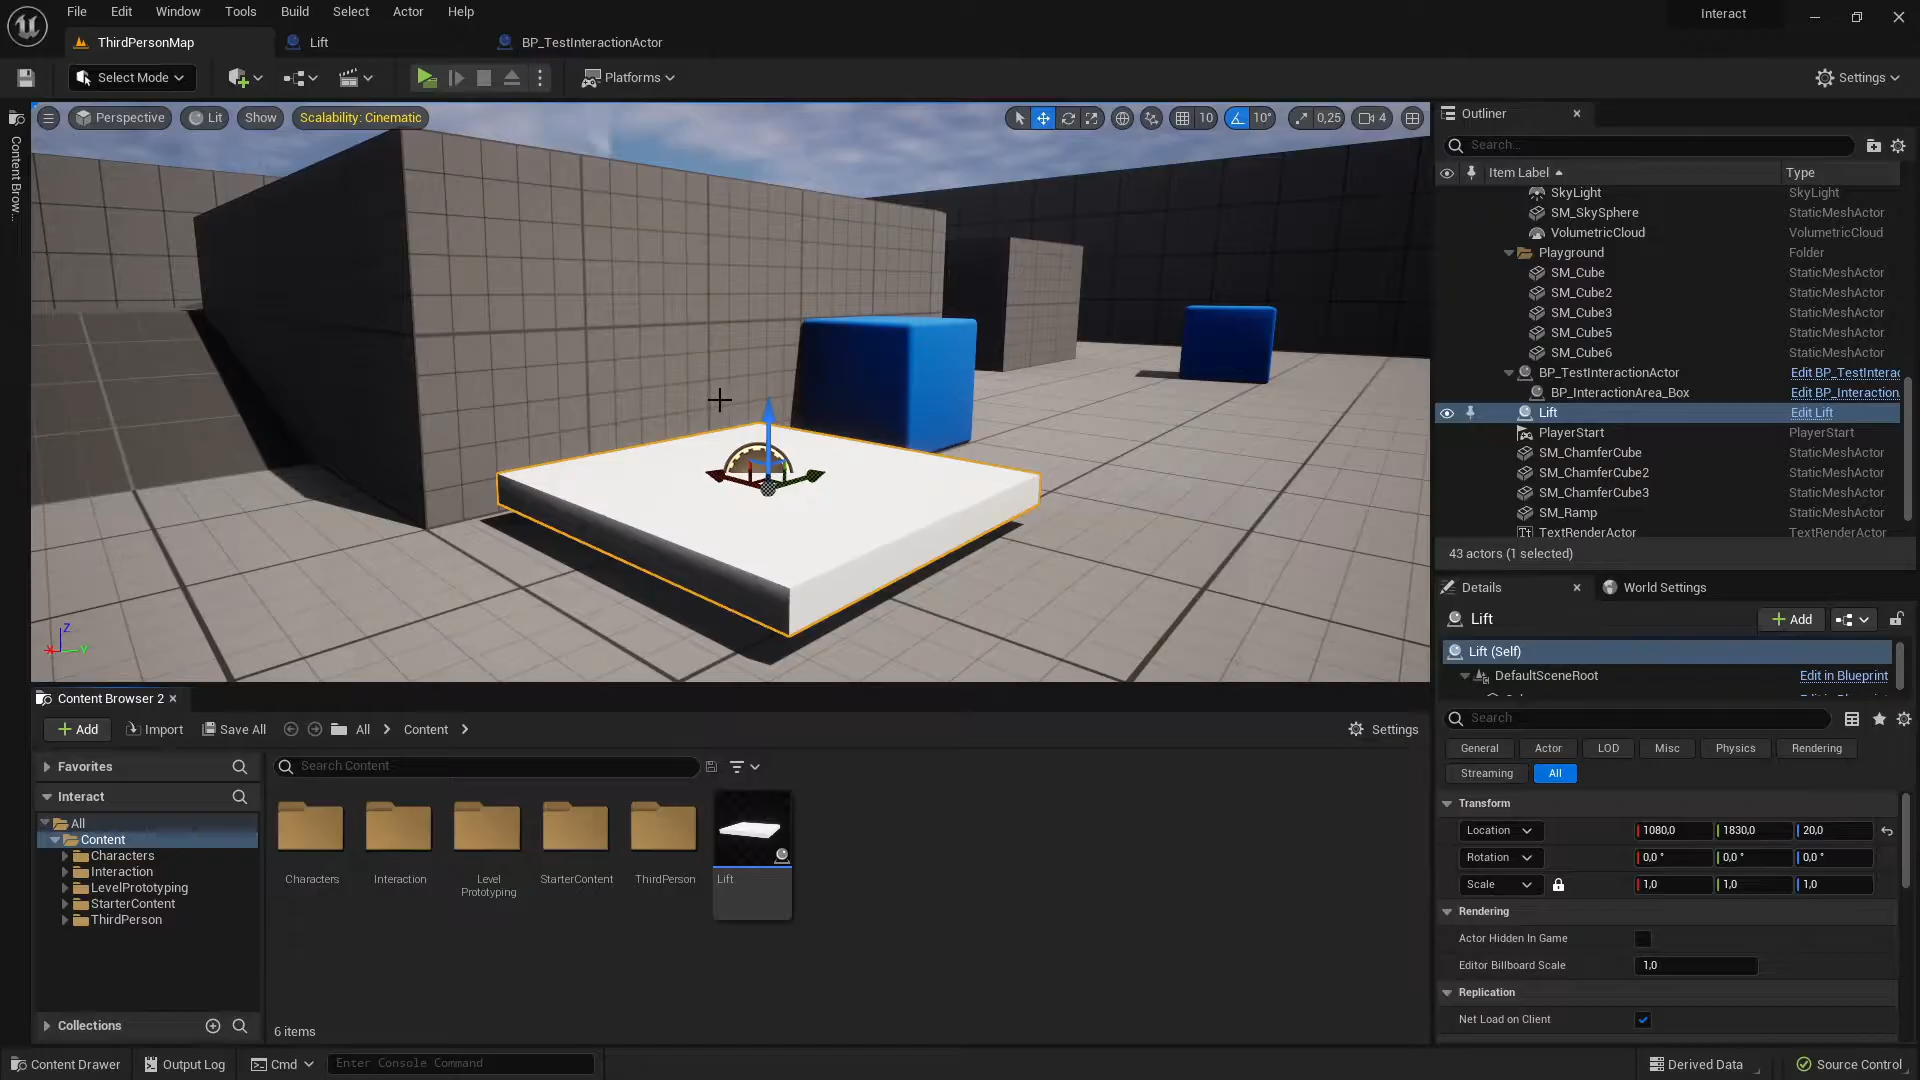 File Edit Window Tools Build Select Actor Help
Interact
ThirdPersonMap Lift BP_TestInteractionActor
Select Mode Platforms Settings
Content Brow...
Perspective Lit Show Scalability: Cinematic 10 10° 0,25 4
Outliner
Search...
Item Label Type
SkyLight SkyLight
SM_SkySphere StaticMeshActor
VolumetricCloud VolumetricCloud
Playground Folder
SM_Cube StaticMeshActor
SM_Cube2 StaticMeshActor
SM_Cube3 StaticMeshActor
SM_Cube5 StaticMeshActor
SM_Cube6 StaticMeshActor
BP_TestInteractionActor Edit BP_TestInterac
BP_InteractionArea_Box Edit BP_Interaction
Lift Edit Lift
PlayerStart PlayerStart
SM_ChamferCube StaticMeshActor
SM_ChamferCube2 StaticMeshActor
SM_ChamferCube3 StaticMeshActor
SM_Ramp StaticMeshActor
TextRenderActor TextRenderActor
43 actors (1 selected)
Z
X Y
Details World Settings
Lift Add
Lift (Self)
DefaultSceneRoot Edit in Blueprint
Search
General Actor LOD Misc Physics Rendering
Streaming All
Transform
Location 1080,0 1830,0 20,0
Rotation 0,0 ° 0,0 ° 0,0 °
Scale 1,0 1,0 1,0
Rendering
Actor Hidden In Game
Editor Billboard Scale 1,0
Replication
Net Load on Client
Content Browser 2
Add Import Save All All Content Settings
Favorites
Interact
All
Content
Characters
Interaction
LevelPrototyping
StarterContent
ThirdPerson
Collections
Search Content
Characters Interaction Level Prototyping StarterContent ThirdPerson Lift
6 items
Content Drawer Output Log Cmd Enter Console Command Derived Data Source Control